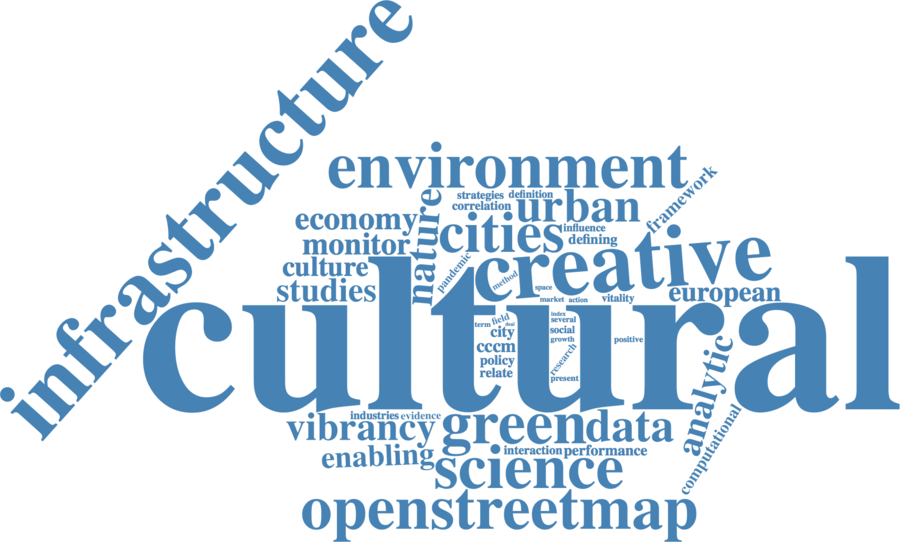 infrastructure
environment
strategies
definition
framework
correlation
urban
nature
economy
cities
influence
monitor
defining
creative
culture
pandemic
method
studies
space
european
market
action
vitality
cultural
index
term
field
deal
several
city
social
growth
positive
cccm
research
policy
relate
present
analytic
industries
evidence
vibrancy
green
data
computational
enabling
interaction
performance
science
openstreetmap